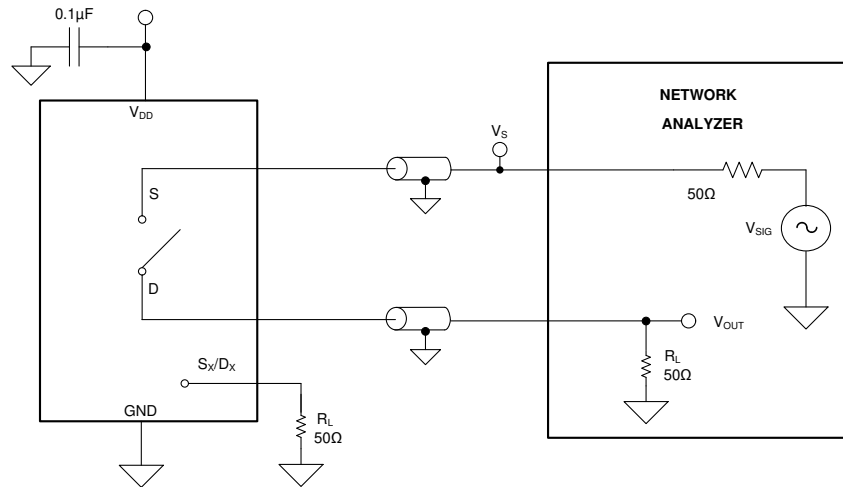 0.1µF
V_DD
NETWORK
ANALYZER
V_S
S
50Ω
V_SIG
D
V_OUT
S_X/D_X
R_L
50Ω
GND
R_L
50Ω